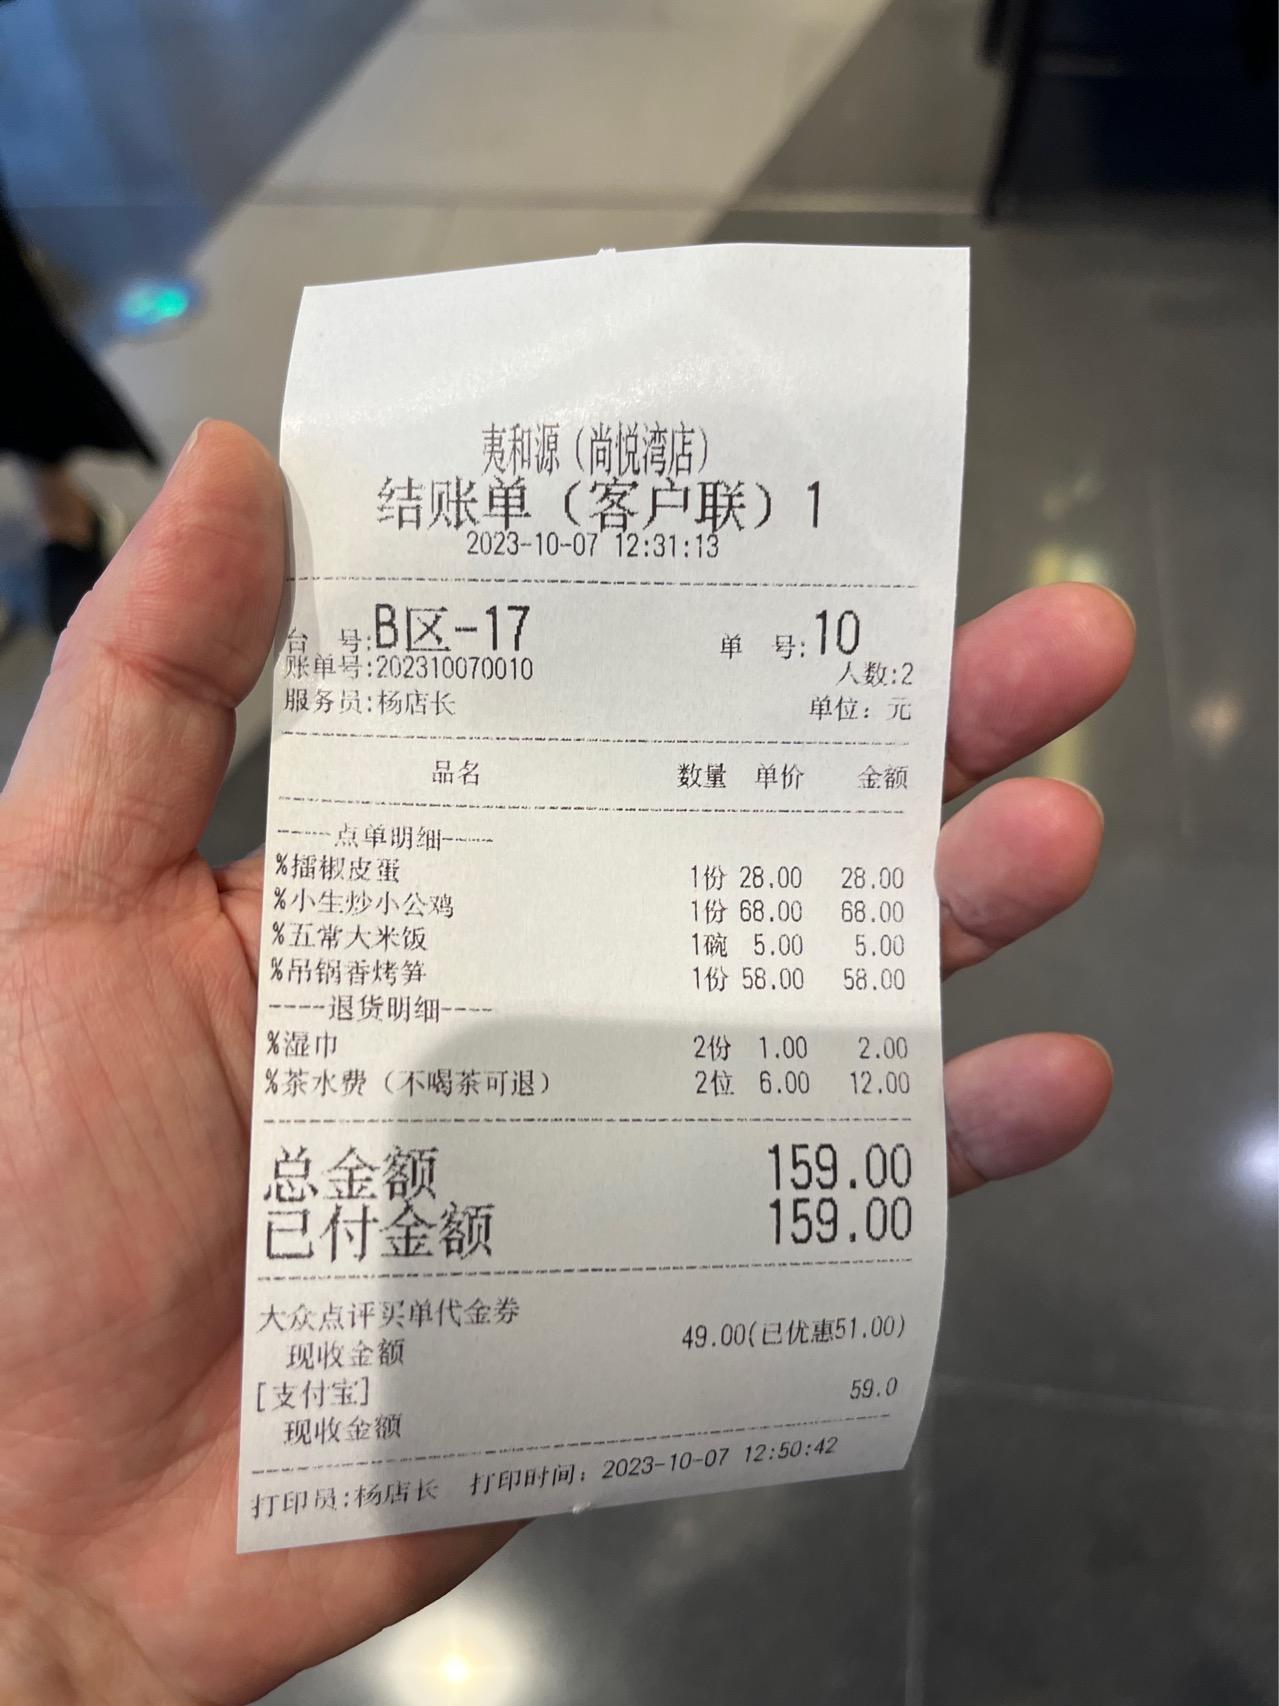 夷和源（尚悦湾店）
结账单（客户联）1
2023-10-07 12:31:13
台 号:B区-17 单 号:10
账单号:202310070010 人数:2
服务员:杨店长 单位：元
品名 数量 单价 金额
------点单明细------
%擂椒皮蛋 1份 28.00 28.00
%小生炒小公鸡 1份 68.00 68.00
%五常大米饭 1碗 5.00 5.00
%吊锅香烤笋 1份 58.00 58.00
----退货明细----
%湿巾 2份 1.00 2.00
%茶水费（不喝茶可退） 2位 6.00 12.00
总金额 159.00
已付金额 159.00
大众点评买单代金券
现收金额 49.00(已优惠51.00)
[支付宝]
现收金额 59.0
打印员:杨店长 打印时间：2023-10-07 12:50:42